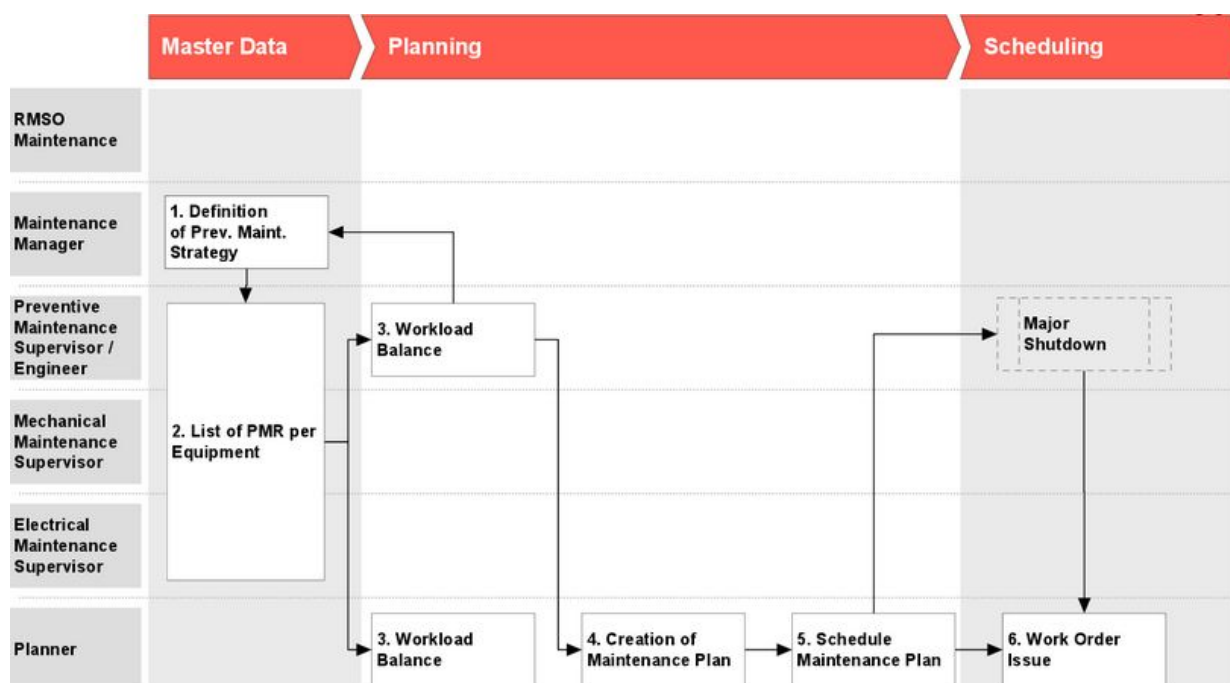 Master Data
Planning
Scheduling
RMSO
Maintenance
Maintenance
Manager
1. Definition
of Prev. Maint.
Strategy
Preventive
Maintenance
Supervisor /
Engineer
3. Workload
Balance
Major
Shutdown
Mechanical
Maintenance
Supervisor
2. List of PMR per
Equipment
Electrical
Maintenance
Supervisor
Planner
3. Workload
Balance
4. Creation of
Maintenance Plan
5. Schedule
Maintenance Plan
6. Work Order
Issue